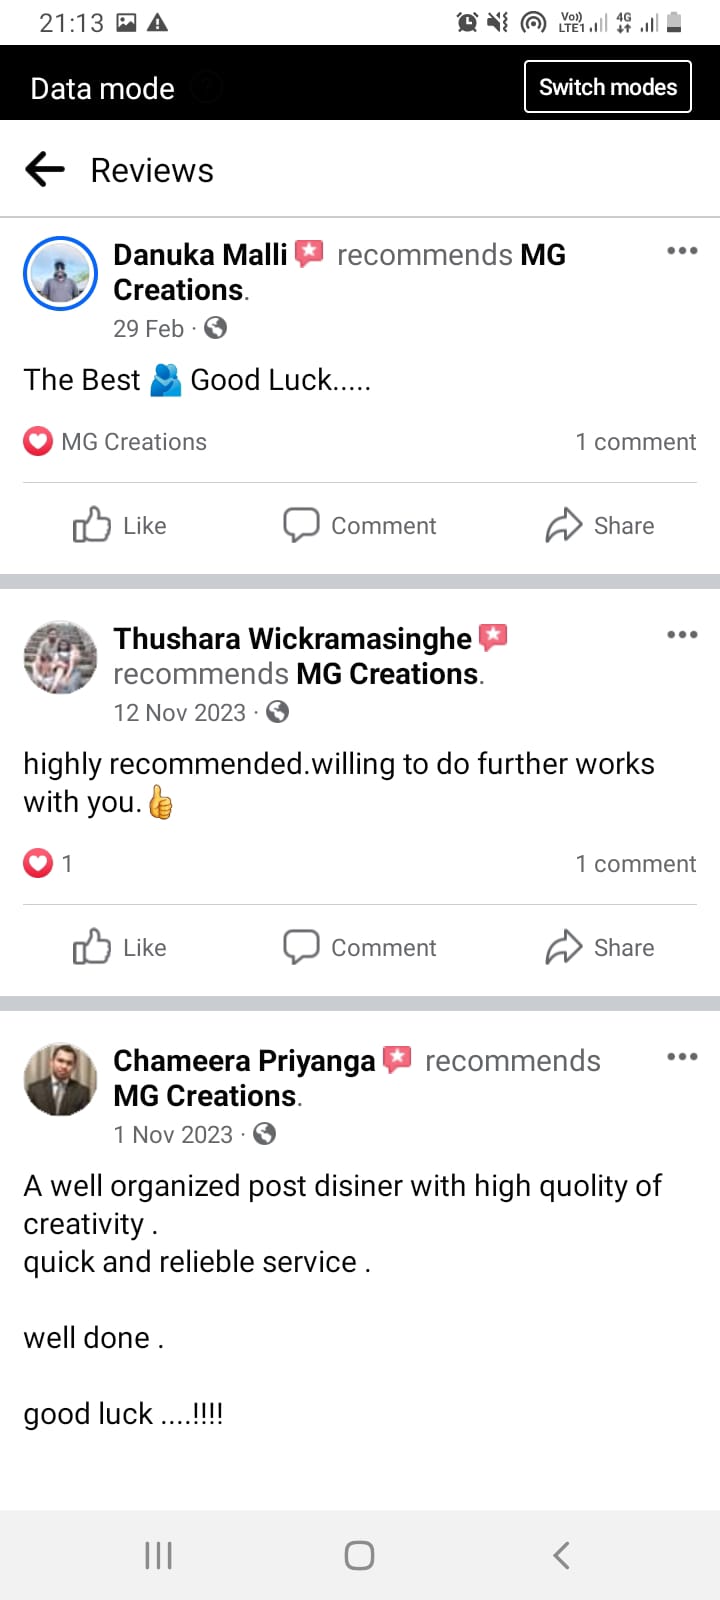 21:13
Vo)) LTE1 4G
Data mode
Switch modes
Reviews
Danuka Malli recommends MG
Creations.
29 Feb ·
The Best 🫂 Good Luck.....
MG Creations
1 comment
Like
Comment
Share
Thushara Wickramasinghe
recommends MG Creations.
12 Nov 2023 ·
highly recommended.willing to do further works
with you.👍
1
1 comment
Like
Comment
Share
Chameera Priyanga recommends
MG Creations.
1 Nov 2023 ·
A well organized post disiner with high quolity of
creativity .
quick and relieble service .
well done .
good luck ....!!!!